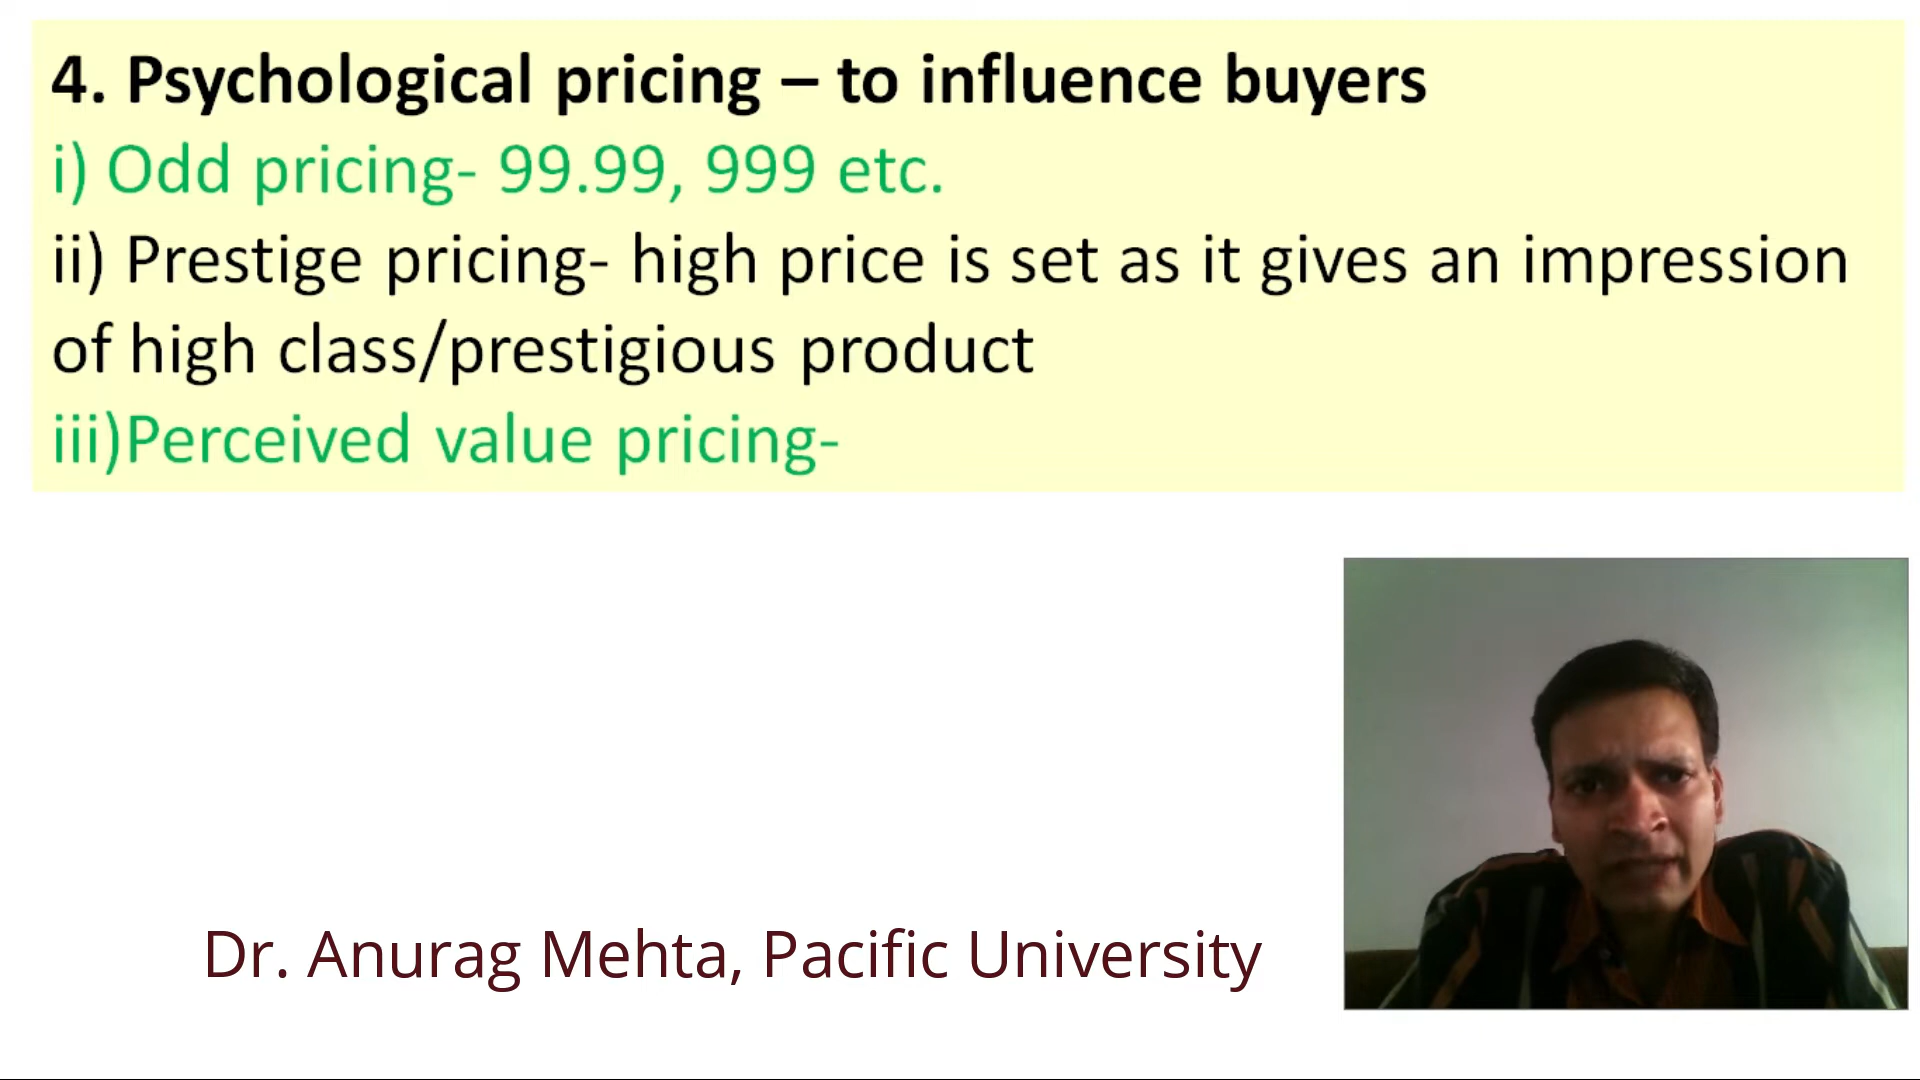 4. Psychological pricing – to influence buyers
i) Odd pricing- 99.99, 999 etc.
ii) Prestige pricing- high price is set as it gives an impression
of high class/prestigious product
iii)Perceived value pricing-
Dr. Anurag Mehta, Pacific University